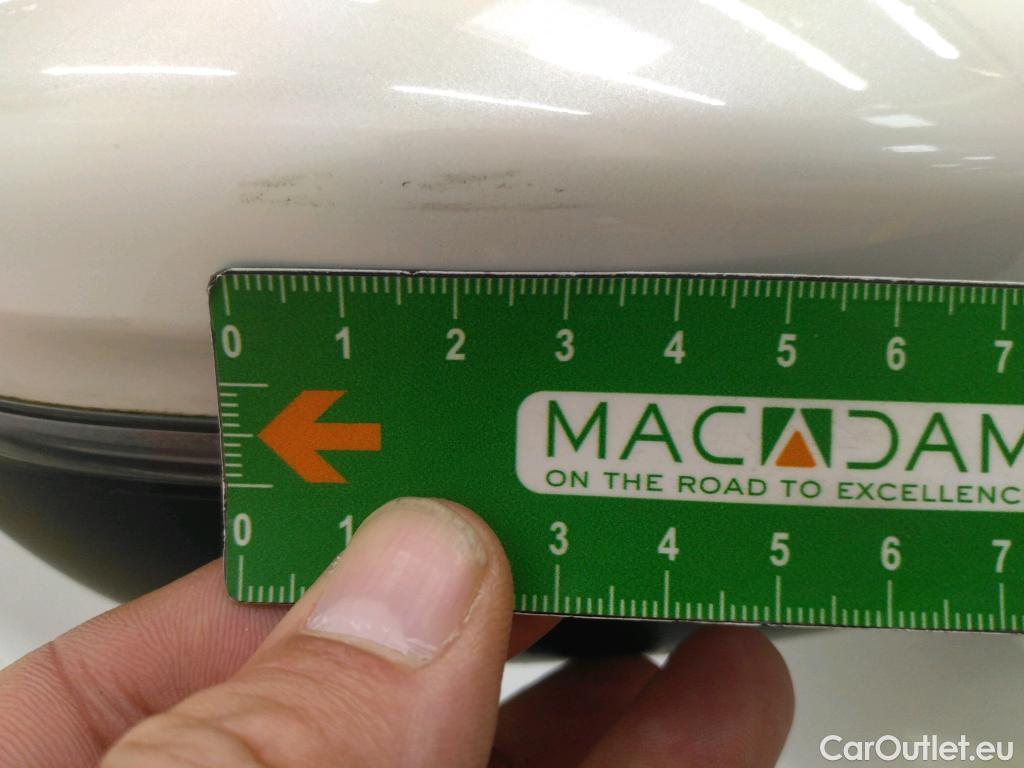 0 1 2 3 4 5 6 7
MACADAM
ON THE ROAD TO EXCELLENC
0 1 3 4 5 6 7
CarOutlet.eu